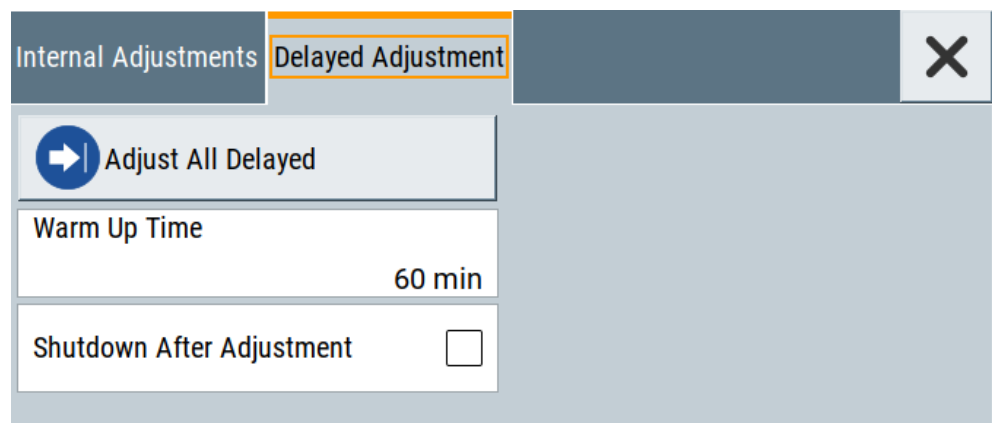 Internal Adjustments
Delayed Adjustment
Adjust All Delayed
Warm Up Time
60 min
Shutdown After Adjustment